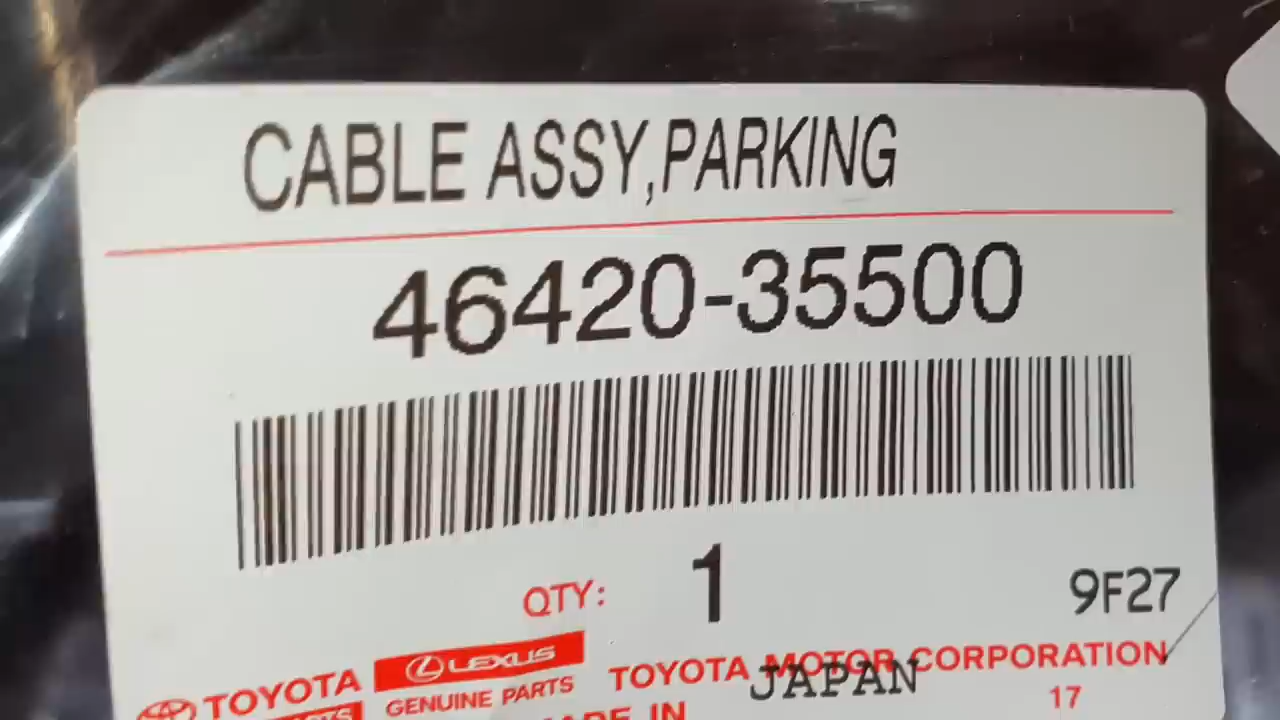 CABLE ASSY,PARKING
46420-35500
QTY: 1
9F27
TOYOTA LEXUS GENUINE PARTS TOYOTA MOTOR CORPORATION
MADE IN JAPAN 17